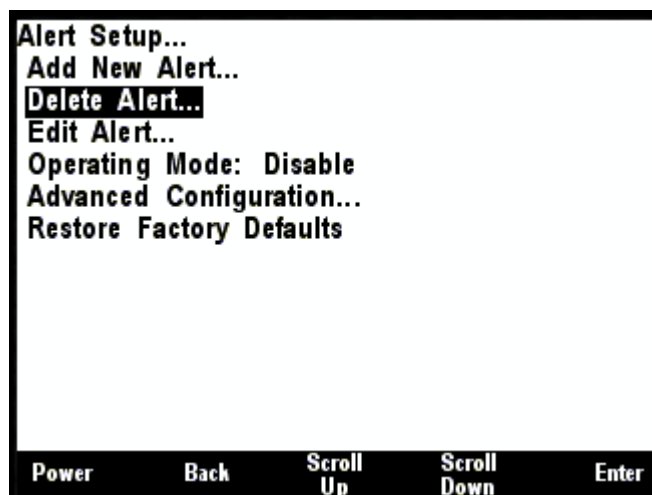 Alert Setup...
Add New Alert...
Delete Alert...
Edit Alert...
Operating Mode: Disable
Advanced Configuration...
Restore Factory Defaults
Power Back Scroll Up Scroll Down Enter